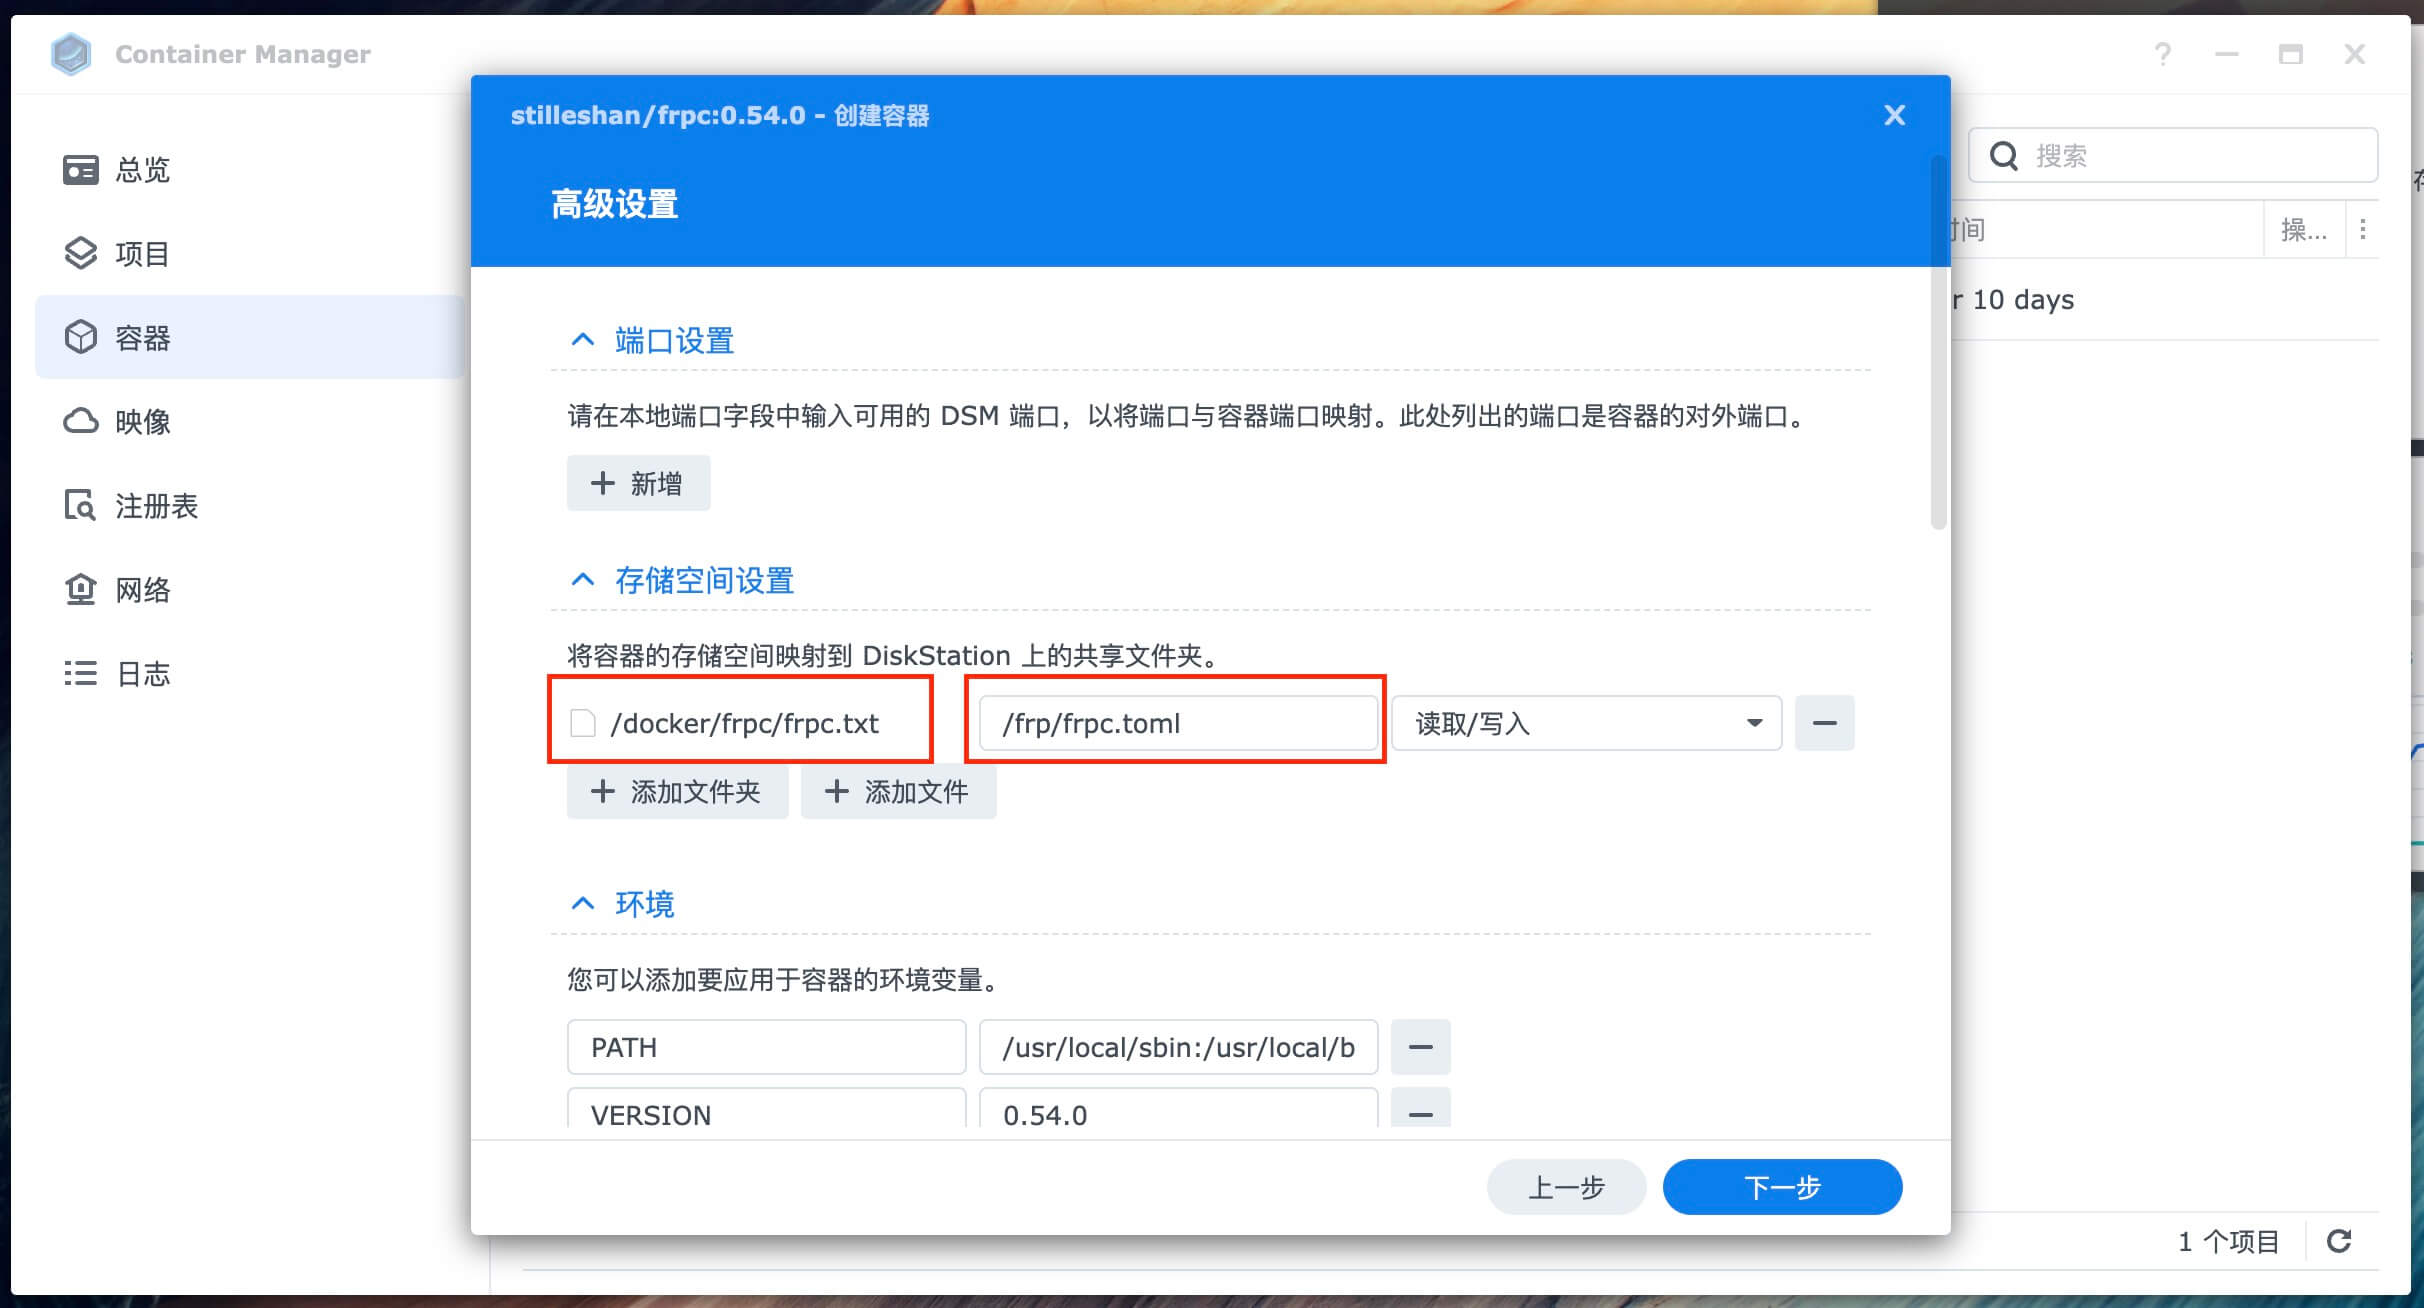 Container Manager
总览
项目
容器
映像
注册表
网络
日志
搜索
时间
操...
r 10 days
stilleshan/frpc:0.54.0 - 创建容器
高级设置
端口设置
请在本地端口字段中输入可用的 DSM 端口，以将端口与容器端口映射。此处列出的端口是容器的对外端口。
新增
存储空间设置
将容器的存储空间映射到 DiskStation 上的共享文件夹。
/docker/frpc/frpc.txt /frp/frpc.toml 读取/写入
添加文件夹 添加文件
环境
您可以添加要应用于容器的环境变量。
PATH /usr/local/sbin:/usr/local/b
VERSION 0.54.0
上一步 下一步
1 个项目